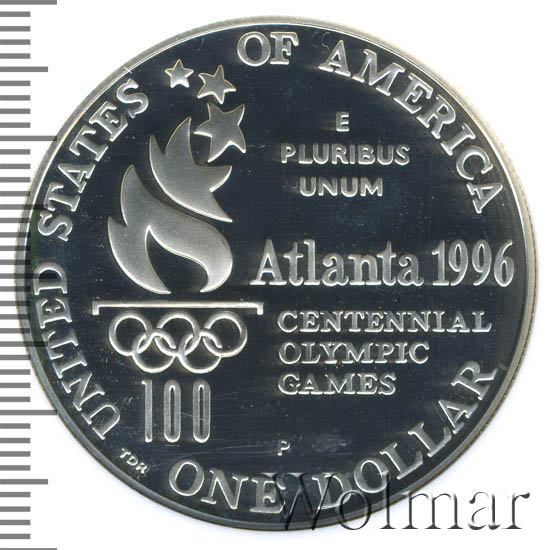 UNITED STATES OF AMERICA
E
PLURIBUS
UNUM
Atlanta 1996
CENTENNIAL
OLYMPIC
GAMES
100
P
TDR
ONE DOLLAR
Wolmar